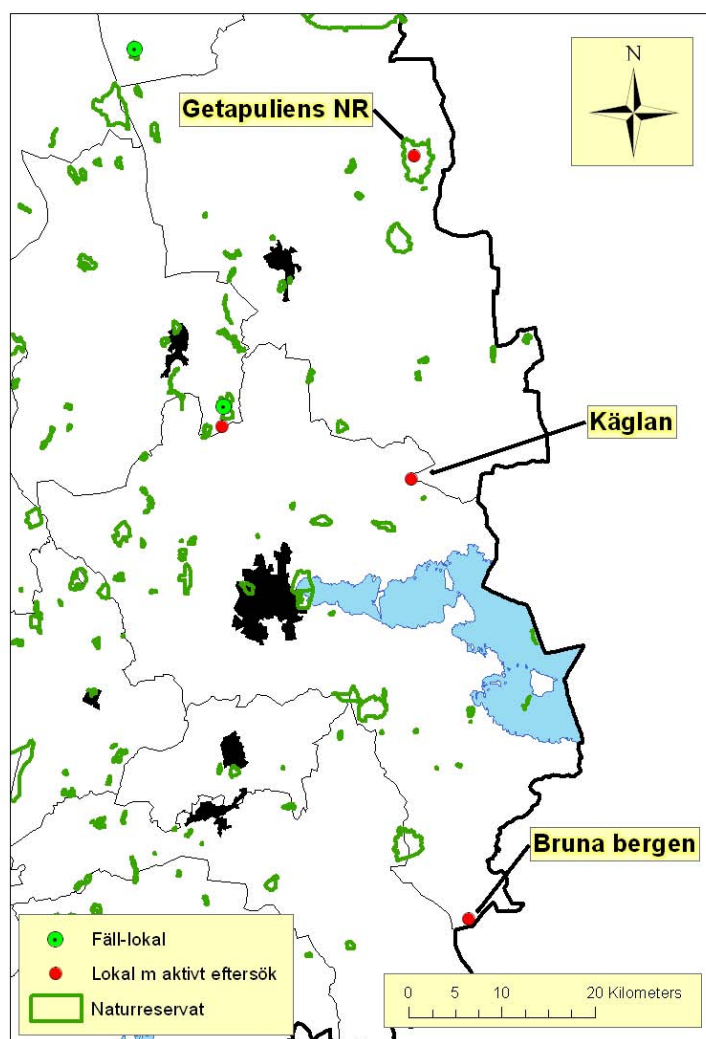 N
Getapuliens NR
Käglan
Bruna bergen
Fäll-lokal
Lokal m aktivt eftersök
Naturreservat
0 5 10 20 Kilometers